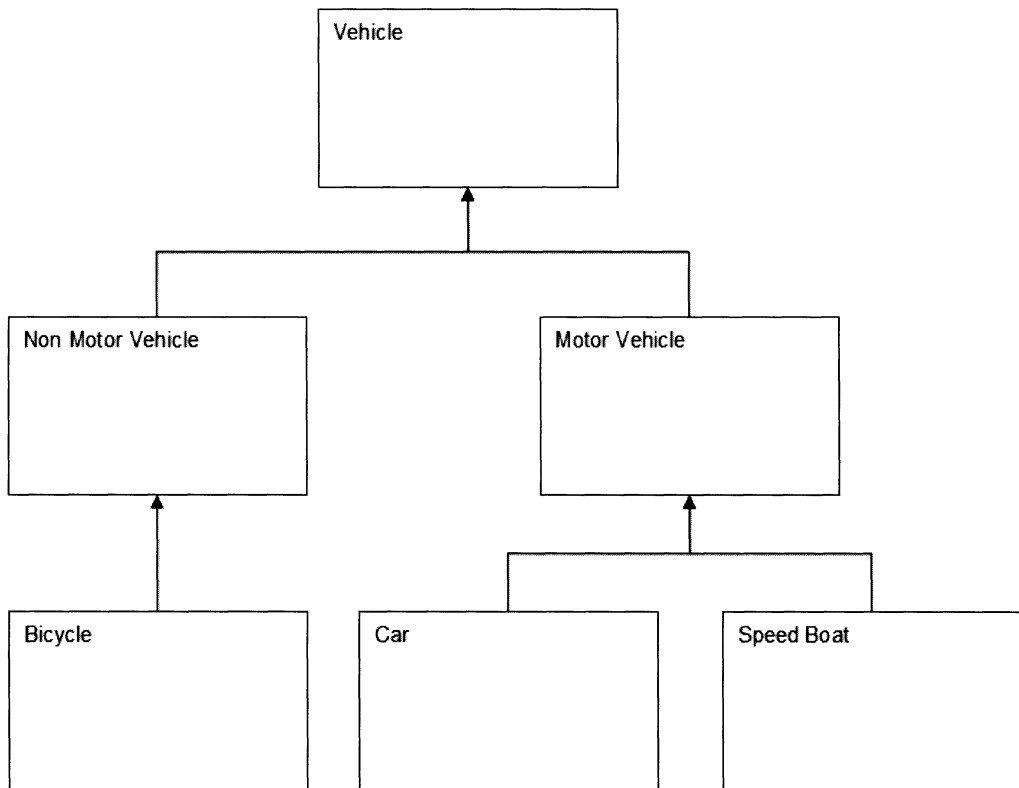 Vehicle
Non Motor Vehicle
Motor Vehicle
Bicycle
Car
Speed Boat